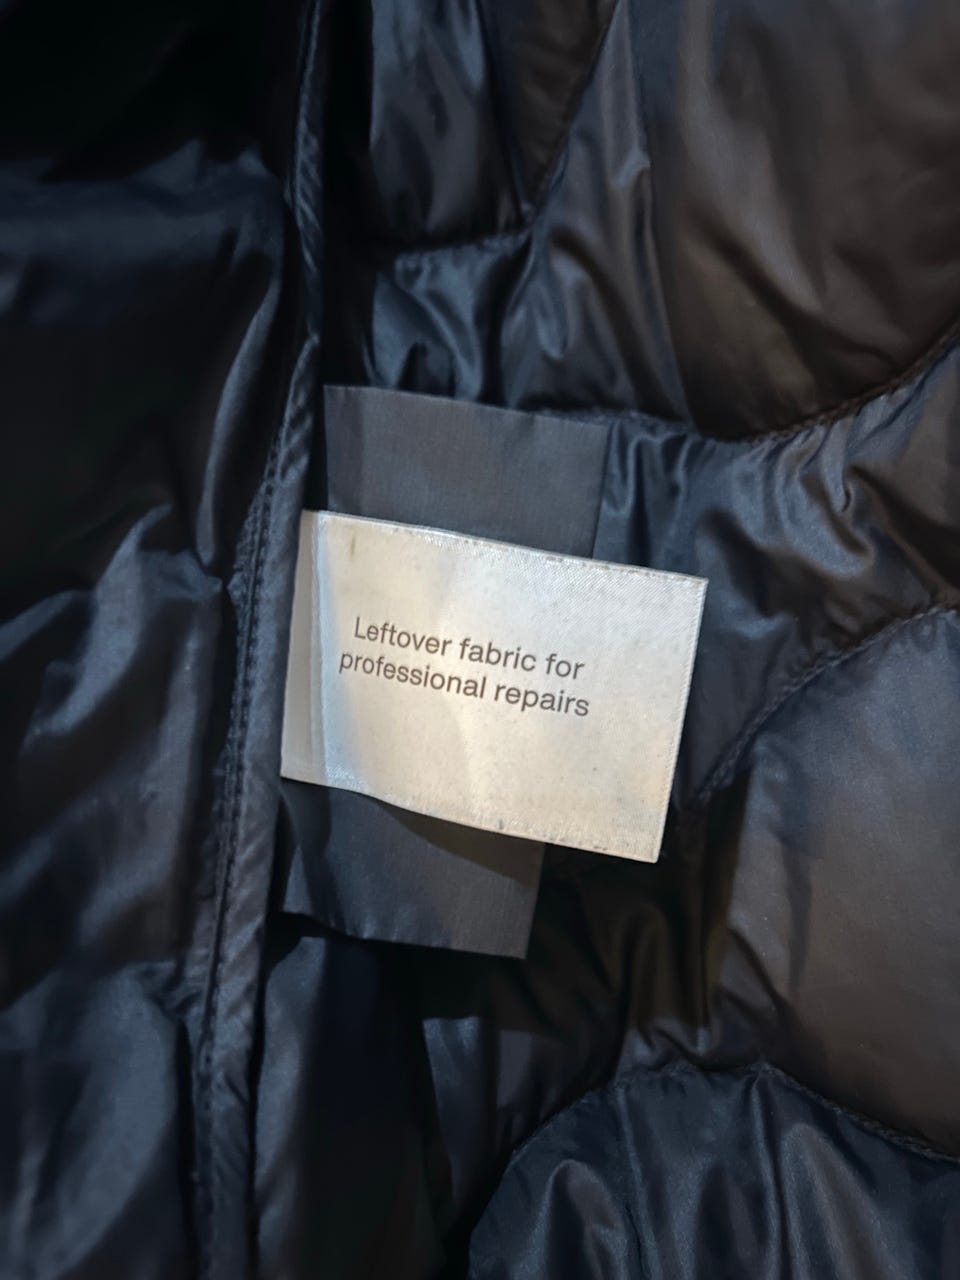 Leftover fabric for
professional repairs